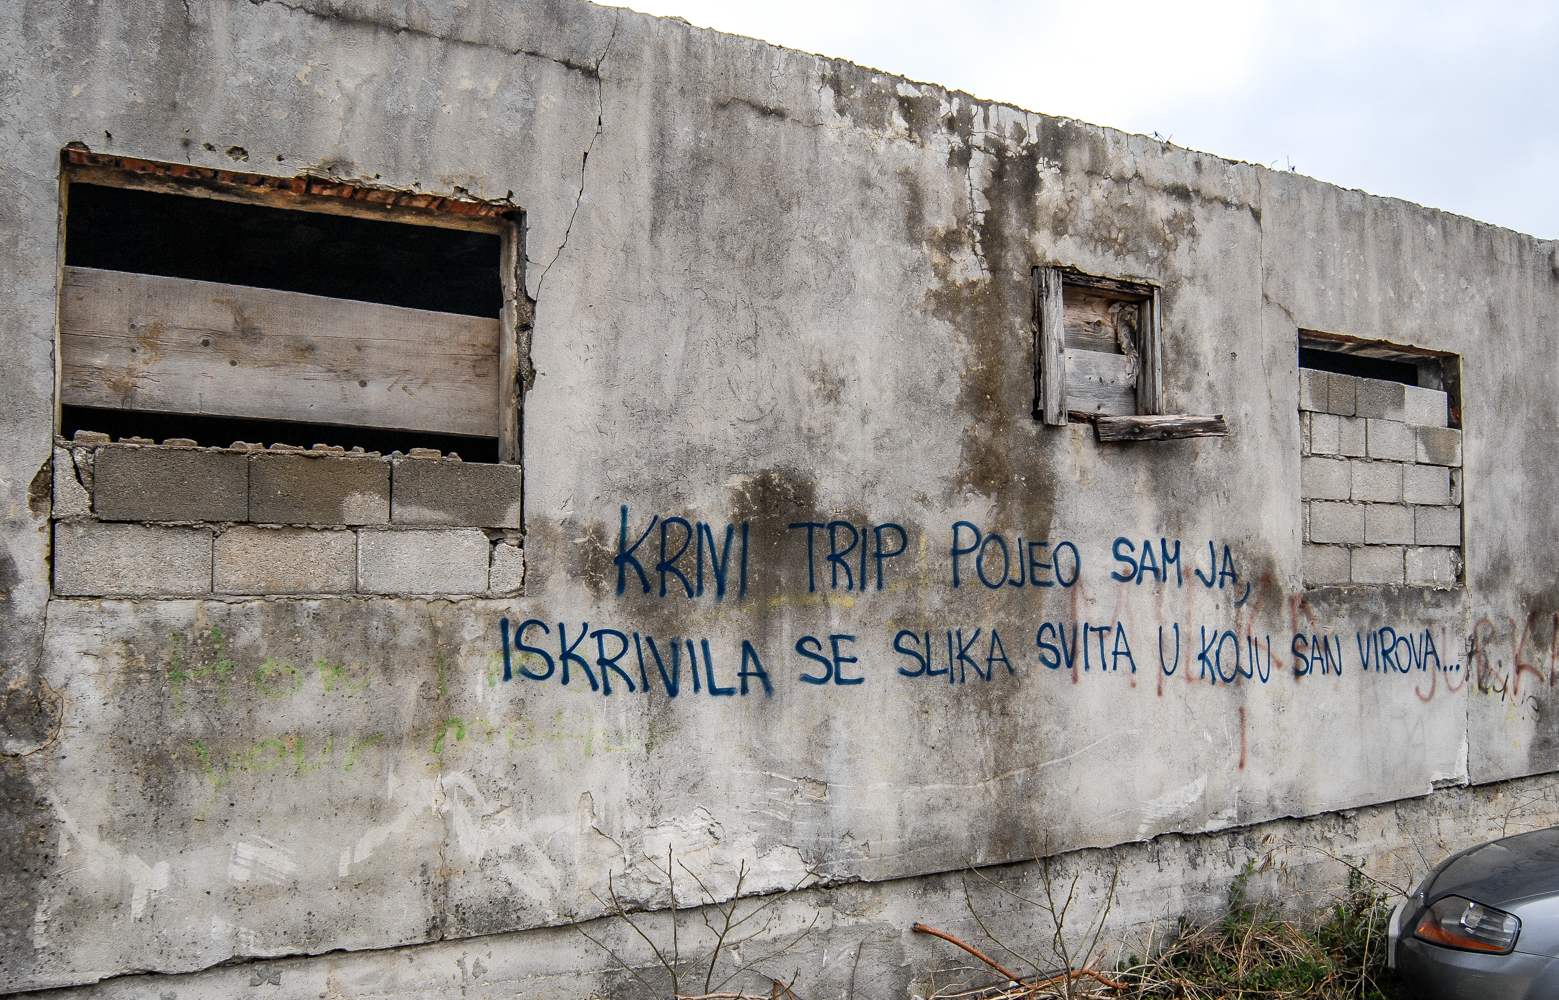 KRIVI TRIP POJEO SAM JA,
ISKRIVILA SE SLIKA SVITA U KOJU SAN VIROVA...